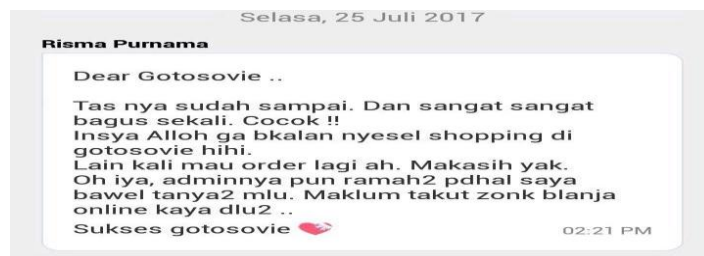 Selasa, 25 Juli 2017
Risma Purnama
Dear Gotosovie ..
Tas nya sudah sampai. Dan sangat sangat
bagus sekali. Cocok !!
Insya Alloh ga bkalan nyesel shopping di
gotosovie hihi.
Lain kali mau order lagi ah. Makasih yak.
Oh iya, adminnya pun ramah2 pdhal saya
bawel tanya2 mlu. Maklum takut zonk blanja
online kaya dlu2 ..
Sukses gotosovie 💝
02:21 PM